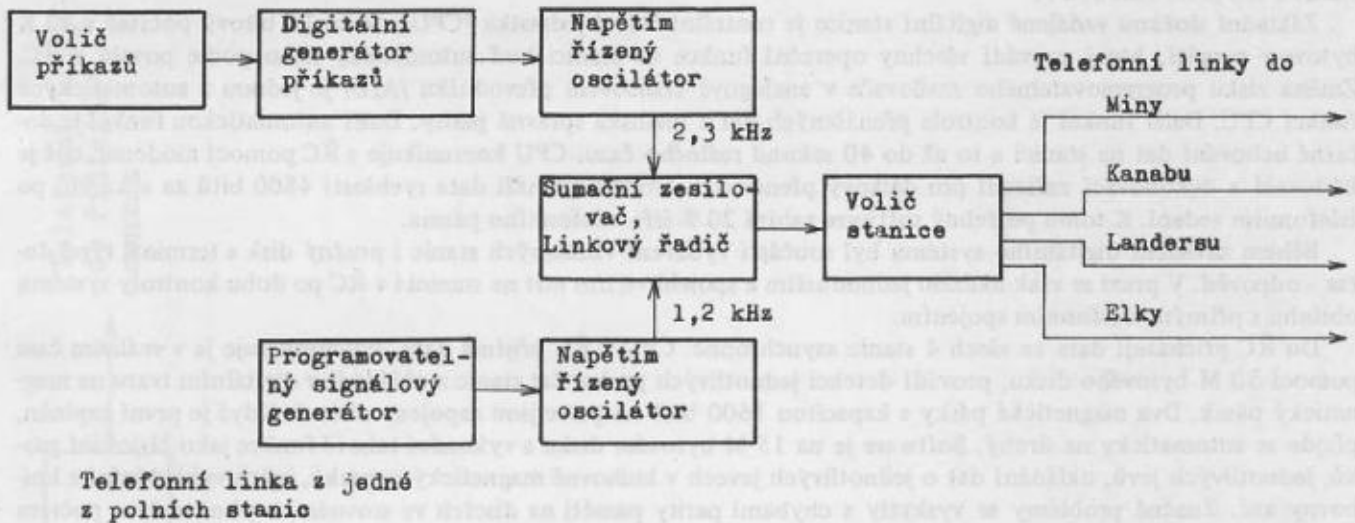 Volič
příkazů
Digitální
generátor
příkazů
Napětím
řízený
oscilátor
Telefonní linky do
Miny
2,3 kHz
Kanabu
Sumační zesilo
vač,
Linkový řadič
Volič
stanice
Landersu
Elky
1,2 kHz
Programovatel
ný signálový
generátor
Napětím
řízený
oscilátor
Telefonní linka z jedné
z polních stanic